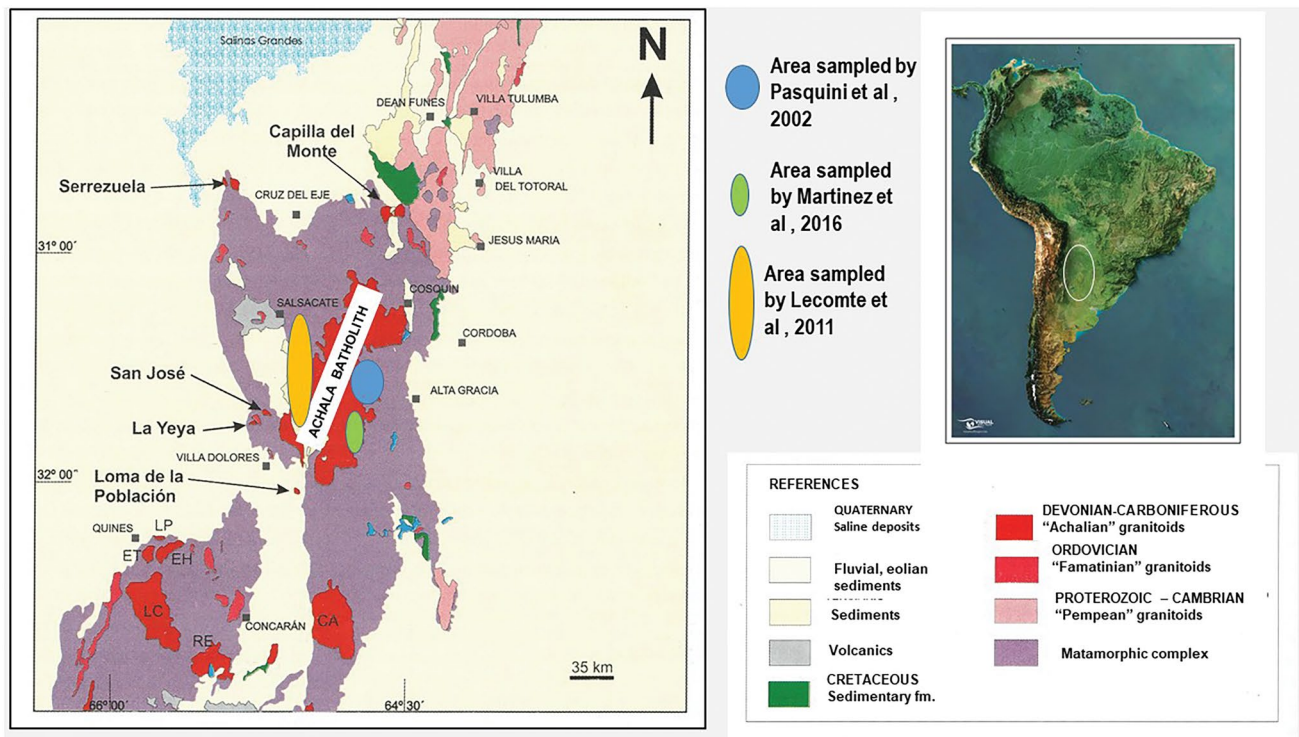 Salinas Grandes
N
DEAN FUNES
VILLA TULUMBA
Capilla del
Monte
Serrezuela
CRUZ DEL EJE
VILLA
DEL TOTORAL
31° 00´
JESUS MARIA
SALSACATE
COSQUIN
CORDOBA
ACHALA BATHOLITH
San José
ALTA GRACIA
La Yeya
VILLA DOLORES
32° 00´
Loma de la
Población
QUINES
LP
ET
EH
LC
CA
RE
CONCARÁN
35 km
66°00´
64°30´
Area sampled by
Pasquini et al ,
2002
Area sampled
by Martinez et
al , 2016
Area sampled
by Lecomte et
al , 2011
VISUAL
REFERENCES
QUATERNARY
Saline deposits
Fluvial, eolian
sediments
Sediments
Volcanics
CRETACEOUS
Sedimentary fm.
DEVONIAN-CARBONIFEROUS
“Achalian” granitoids
ORDOVICIAN
“Famatinian” granitoids
PROTEROZOIC – CAMBRIAN
“Pempean” granitoids
Matamorphic complex